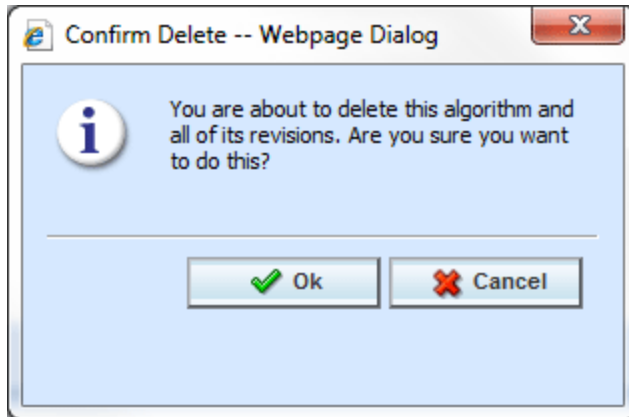 Confirm Delete -- Webpage Dialog
You are about to delete this algorithm and
all of its revisions. Are you sure you want
to do this?
Ok
Cancel